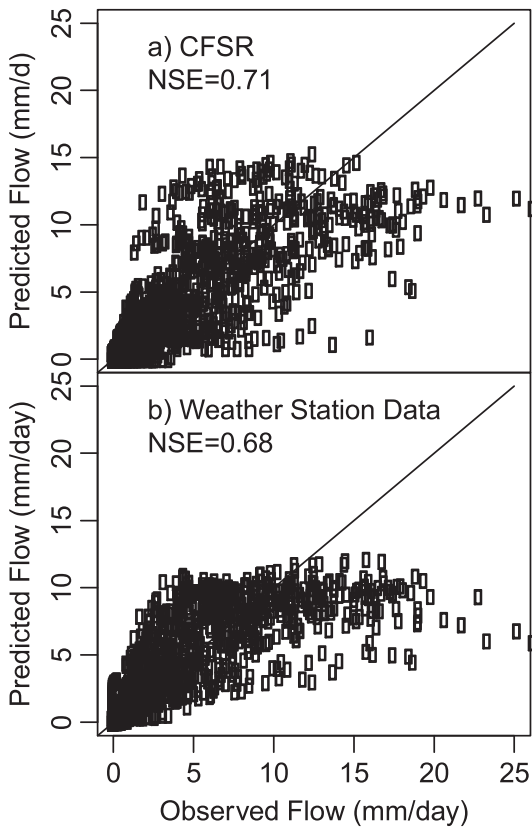 a) CFSR
NSE=0.71
Predicted Flow (mm/d)
25
20
15
10
5
0
b) Weather Station Data
NSE=0.68
Predicted Flow (mm/day)
25
20
15
10
5
0
0 5 10 15 20 25
Observed Flow (mm/day)